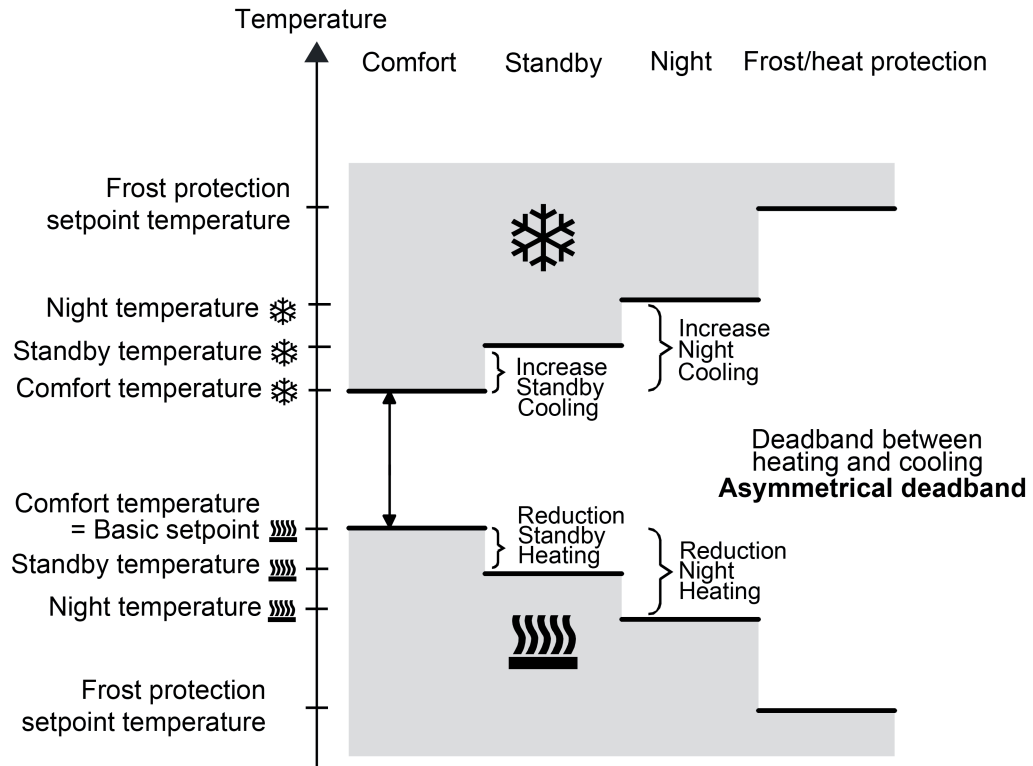 Temperature
Comfort
Standby
Night
Frost/heat protection
Frost protection
setpoint temperature
Night temperature
Standby temperature
Comfort temperature
Increase
Standby
Cooling
Increase
Night
Cooling
Deadband between
heating and cooling
Asymmetrical deadband
Comfort temperature
= Basic setpoint
Standby temperature
Night temperature
Reduction
Standby
Heating
Reduction
Night
Heating
Frost protection
setpoint temperature